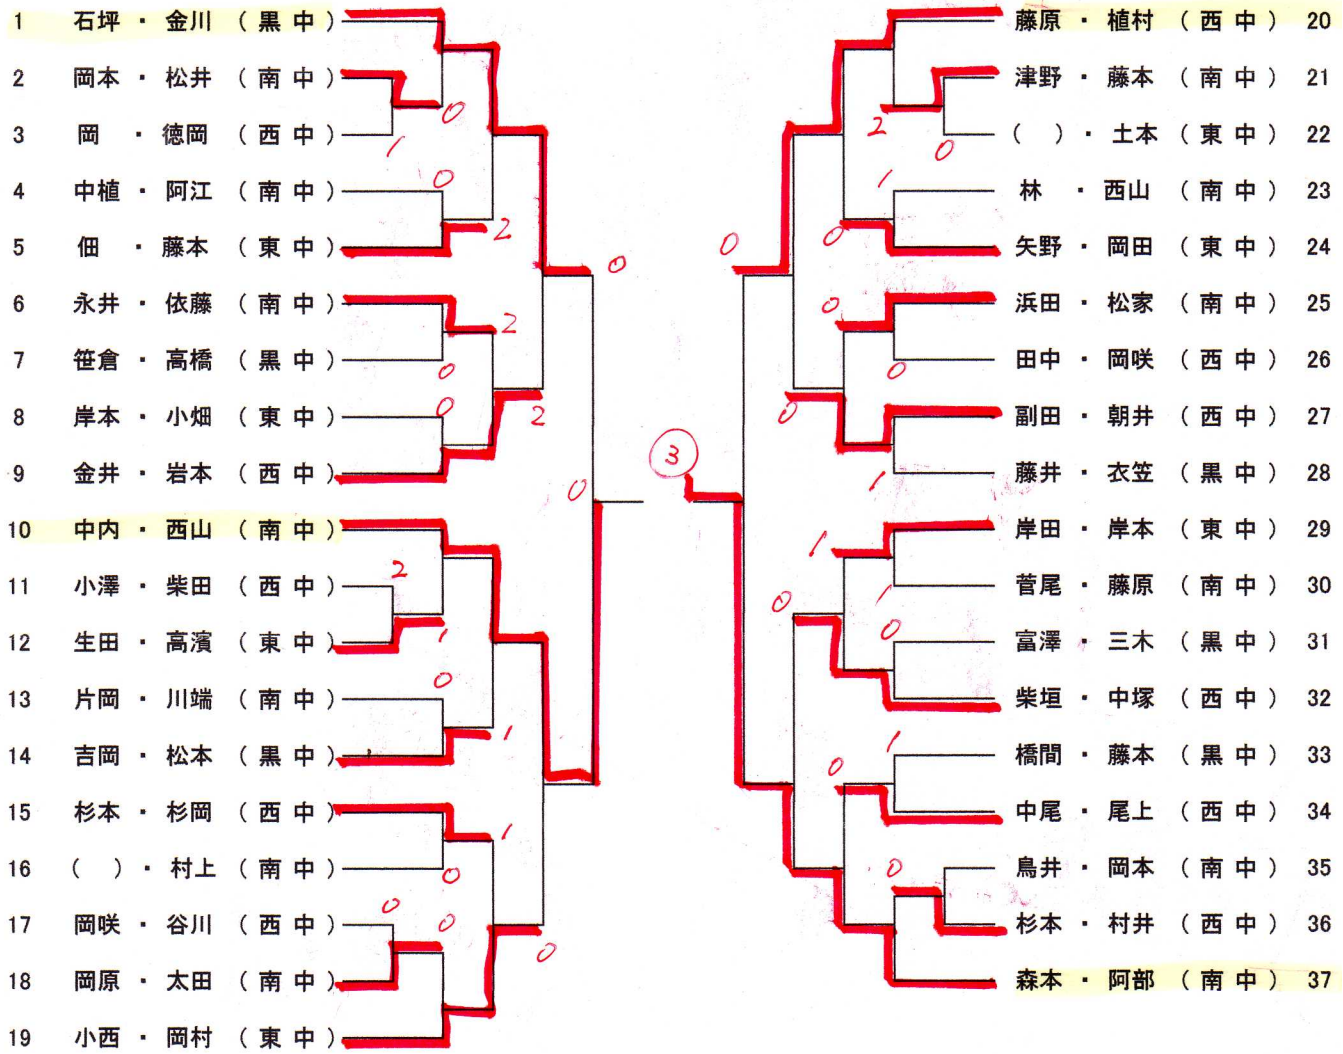 1 石坪 ・ 金川 ( 黒 中 )
2 岡本 ・ 松井 ( 南 中 )
0
3 岡 ・ 徳岡 ( 西 中 )
1
0
4 中植 ・ 阿江 ( 南 中 )
2
5 佃 ・ 藤本 ( 東 中 )
0
6 永井 ・ 依藤 ( 南 中 )
2
7 笹倉 ・ 高橋 ( 黒 中 )
0
0
8 岸本 ・ 小畑 ( 東 中 )
2
9 金井 ・ 岩本 ( 西 中 )
0
10 中内 ・ 西山 ( 南 中 )
2
11 小澤 ・ 柴田 ( 西 中 )
1
12 生田 ・ 高濱 ( 東 中 )
0
13 片岡 ・ 川端 ( 南 中 )
1
14 吉岡 ・ 松本 ( 黒 中 )
15 杉本 ・ 杉岡 ( 西 中 )
1
16 ( ) ・ 村上 ( 南 中 )
0
0
17 岡咲 ・ 谷川 ( 西 中 )
0
0
18 岡原 ・ 太田 ( 南 中 )
19 小西 ・ 岡村 ( 東 中 )
3
藤原 ・ 植村 ( 西 中 ) 20
津野 ・ 藤本 ( 南 中 ) 21
2
( ) ・ 土本 ( 東 中 ) 22
0
1
林 ・ 西山 ( 南 中 ) 23
0
0
矢野 ・ 岡田 ( 東 中 ) 24
0
浜田 ・ 松家 ( 南 中 ) 25
田中 ・ 岡咲 ( 西 中 ) 26
0
0
副田 ・ 朝井 ( 西 中 ) 27
藤井 ・ 衣笠 ( 黒 中 ) 28
1
岸田 ・ 岸本 ( 東 中 ) 29
1
菅尾 ・ 藤原 ( 南 中 ) 30
1
0
0
富澤 ・ 三木 ( 黒 中 ) 31
柴垣 ・ 中塚 ( 西 中 ) 32
1
橋間 ・ 藤本 ( 黒 中 ) 33
0
中尾 ・ 尾上 ( 西 中 ) 34
0
鳥井 ・ 岡本 ( 南 中 ) 35
杉本 ・ 村井 ( 西 中 ) 36
森本 ・ 阿部 ( 南 中 ) 37